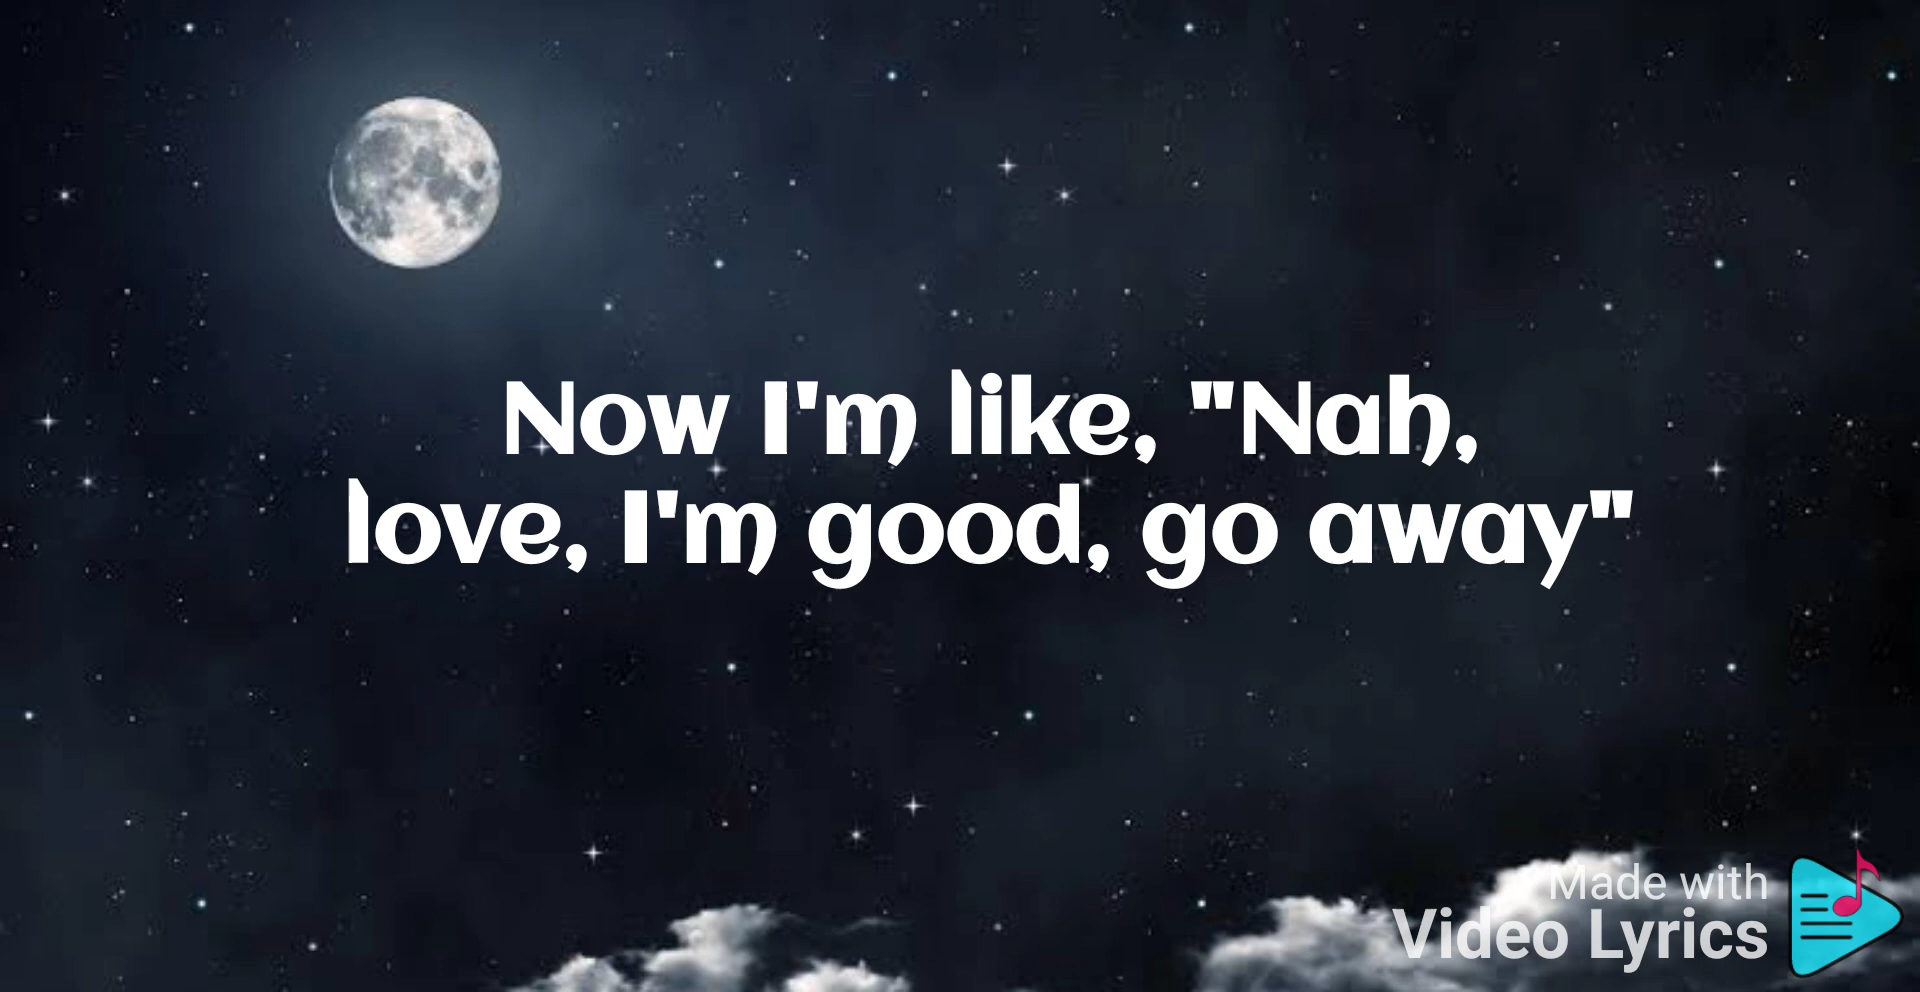 Now I'm like, "Nah,
love, I'm good, go away"
Made with
Video Lyrics